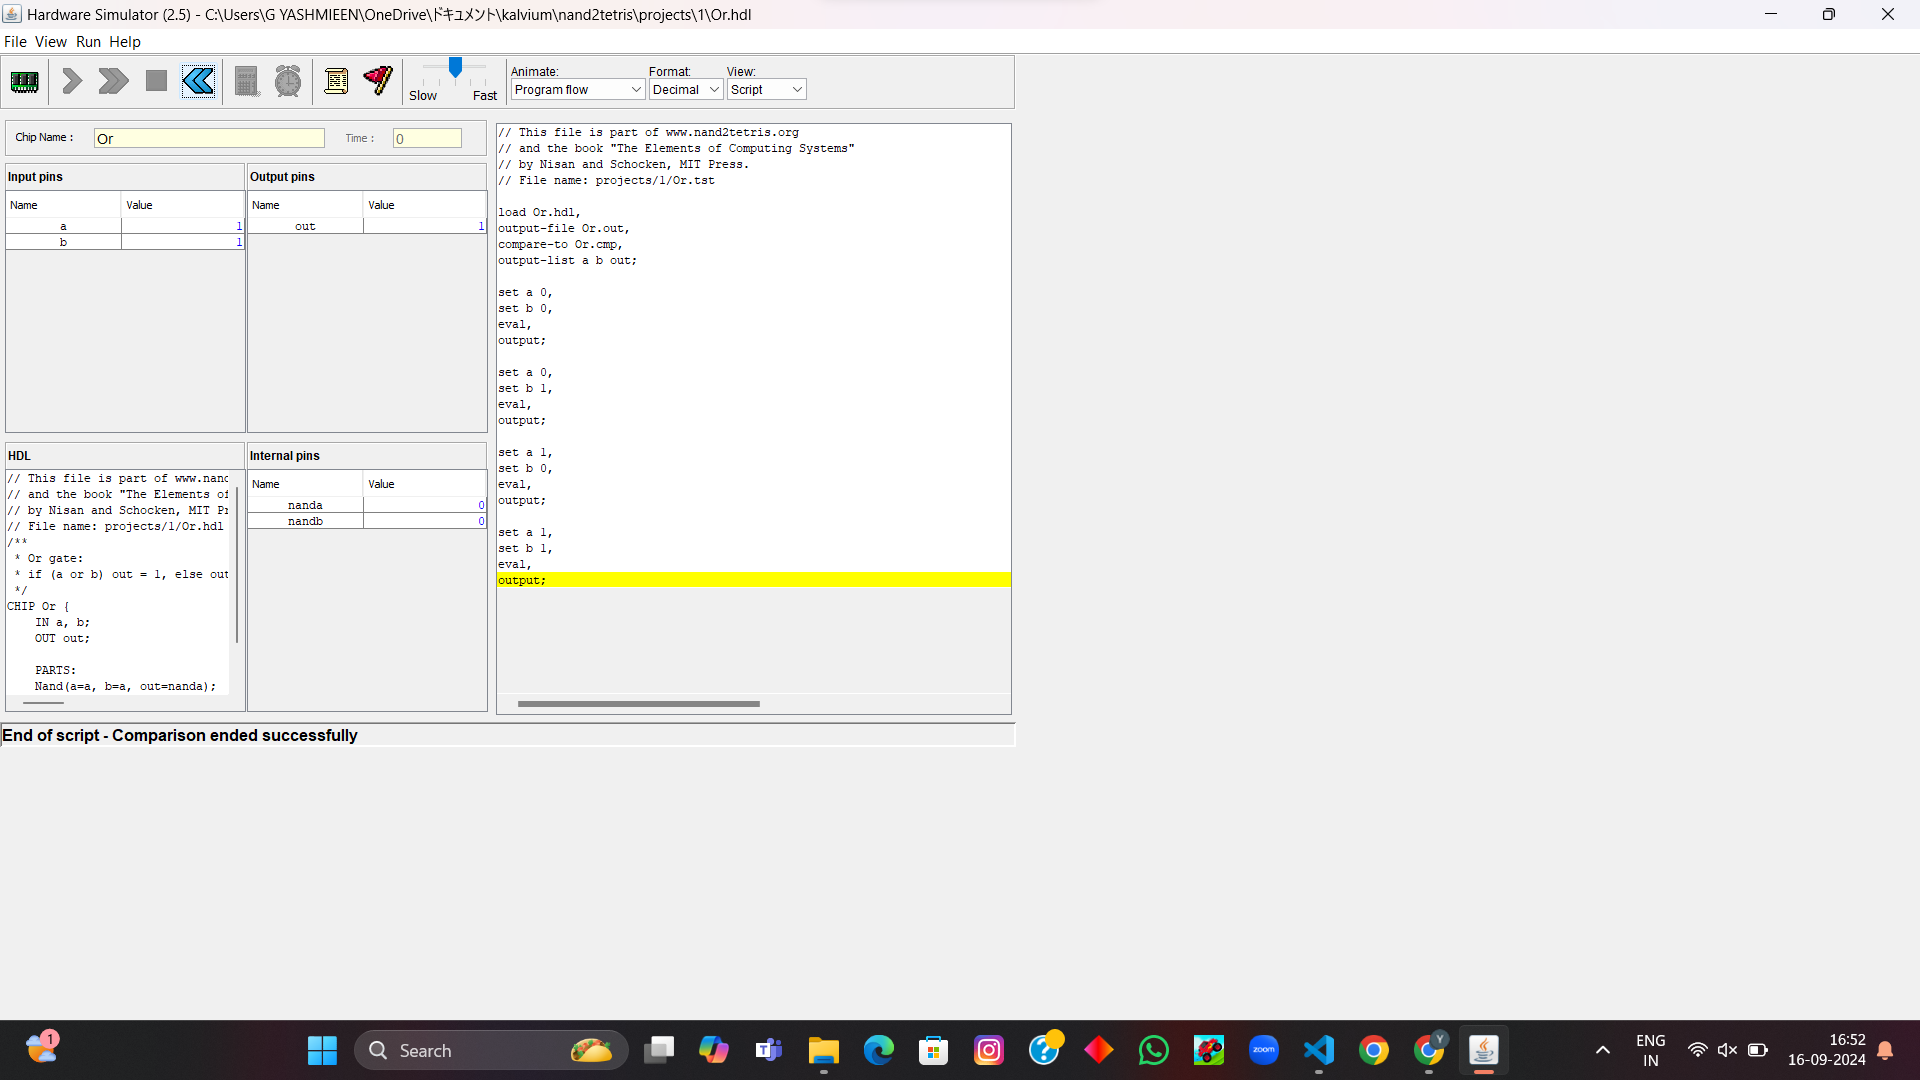 Hardware Simulator (2.5) - C:\Users\G YASHMIEEN\OneDrive\ドキュメント\kalvium\nand2tetris\projects\1\Or.hdl
File View Run Help
Slow Fast
Animate: Format: View:
Program flow Decimal Script
Chip Name : Or Time : 0
Input pins
Name Value
a 1
b 1
Output pins
Name Value
out 1
HDL
// This file is part of www.nand
// and the book "The Elements of
// by Nisan and Schocken, MIT Pr
// File name: projects/1/Or.hdl
/**
* Or gate:
* if (a or b) out = 1, else out
*/
CHIP Or {
IN a, b;
OUT out;
PARTS:
Nand(a=a, b=a, out=nanda);
Internal pins
Name Value
nanda 0
nandb 0
// This file is part of www.nand2tetris.org
// and the book "The Elements of Computing Systems"
// by Nisan and Schocken, MIT Press.
// File name: projects/1/Or.tst
load Or.hdl,
output-file Or.out,
compare-to Or.cmp,
output-list a b out;
set a 0,
set b 0,
eval,
output;
set a 0,
set b 1,
eval,
output;
set a 1,
set b 0,
eval,
output;
set a 1,
set b 1,
eval,
output;
End of script - Comparison ended successfully
1
Search
zoom
Y
ENG
IN
16:52
16-09-2024